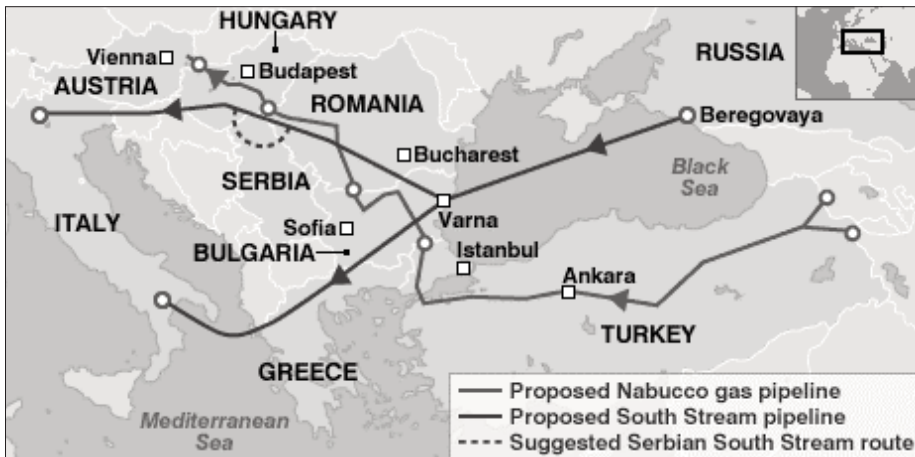 HUNGARY
Vienna
Budapest
RUSSIA
AUSTRIA
ROMANIA
Beregovaya
Bucharest
Black
Sea
SERBIA
Varna
ITALY
Sofia
BULGARIA
Istanbul
Ankara
TURKEY
GREECE
Mediterranean
Sea
Proposed Nabucco gas pipeline
Proposed South Stream pipeline
Suggested Serbian South Stream route